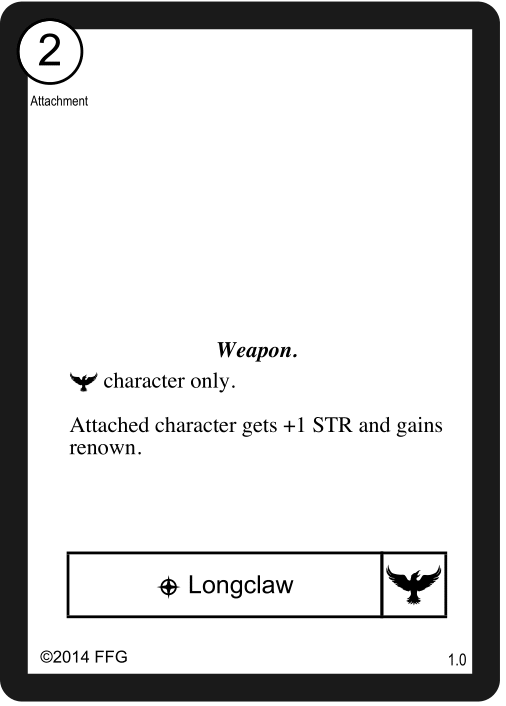 2
Attachment
Weapon.
character only.
Attached character gets +1 STR and gains
renown.
Longclaw
©2014 FFG
1.0